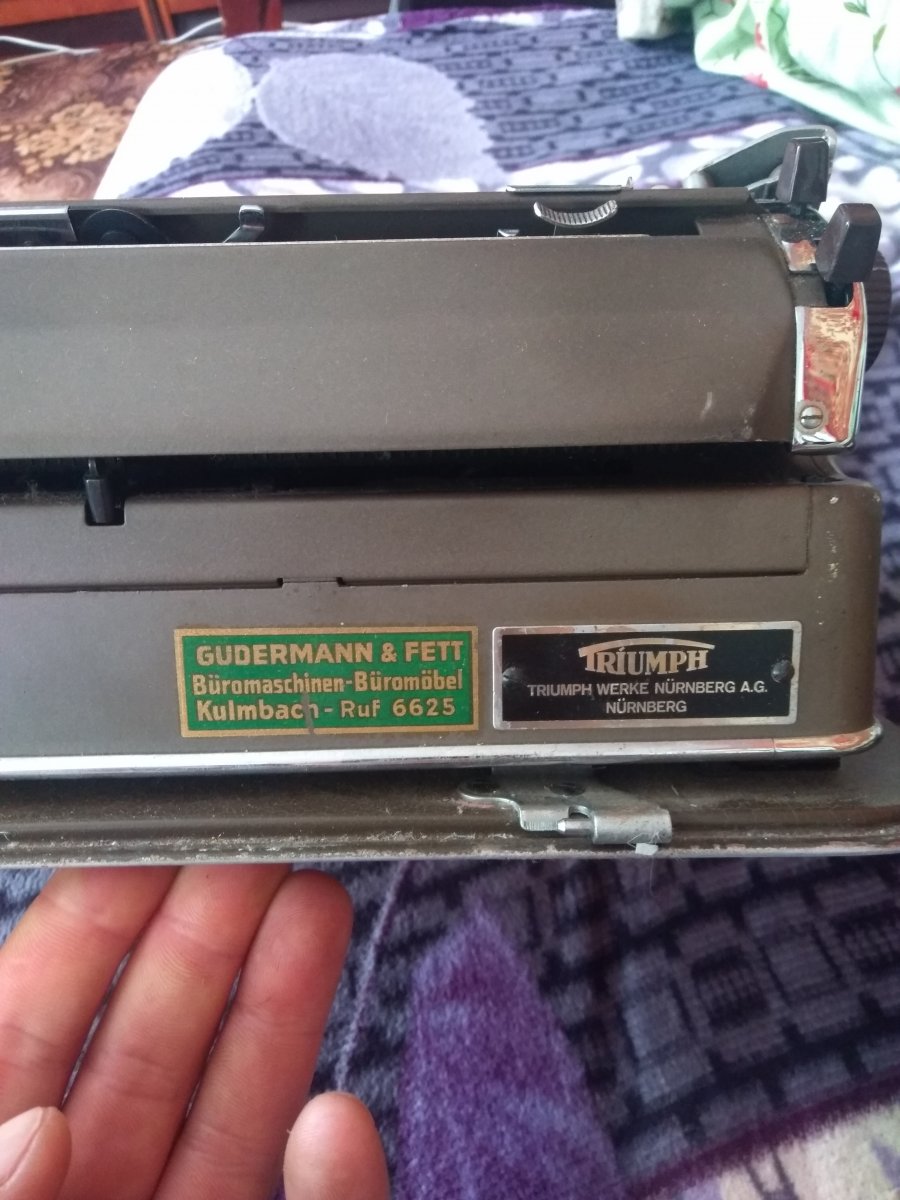 GUDERMANN & FETT
Büromaschinen-Büromöbel
Kulmbach - Ruf 6625
TRIUMPH
TRIUMPH WERKE NÜRNBERG A.G.
NÜRNBERG